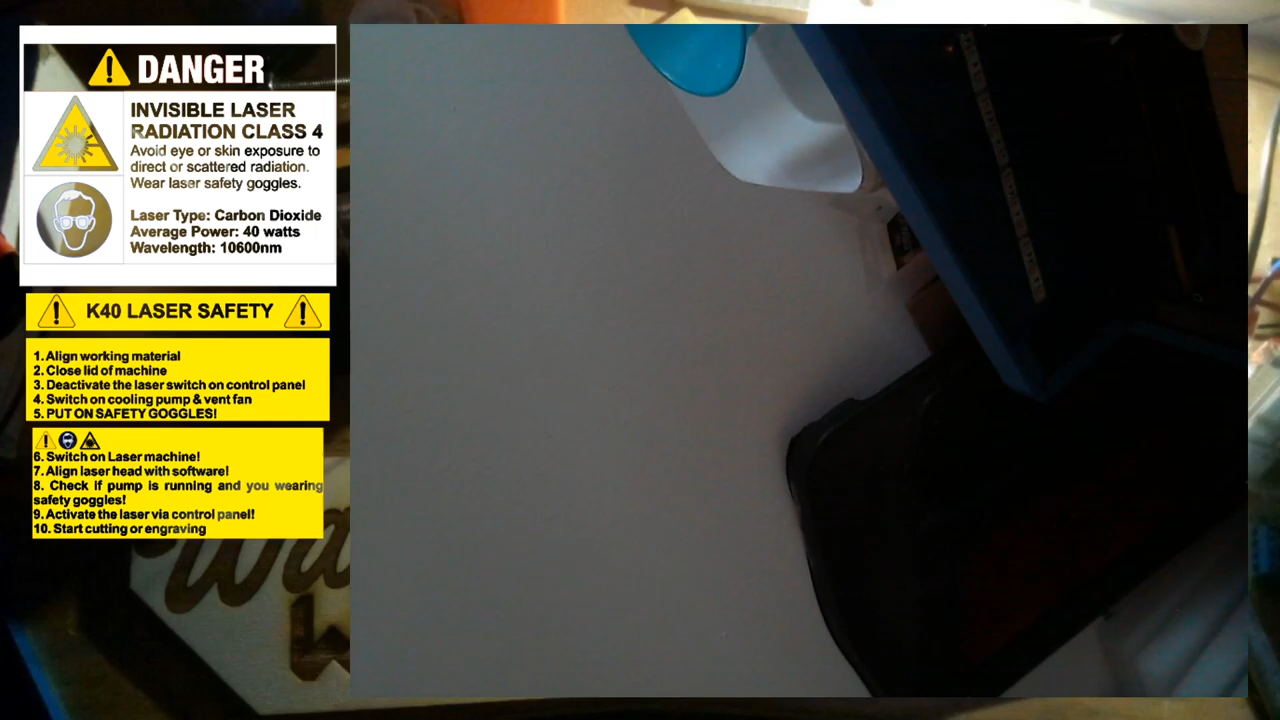 DANGER
INVISIBLE LASER
RADIATION CLASS 4
Avoid eye or skin exposure to
direct or scattered radiation.
Wear laser safety goggles.
Laser Type: Carbon Dioxide
Average Power: 40 watts
Wavelength: 10600nm
K40 LASER SAFETY
1. Align working material
2. Close lid of machine
3. Deactivate the laser switch on control panel
4. Switch on cooling pump & vent fan
5. PUT ON SAFETY GOGGLES!
6. Switch on Laser machine!
7. Align laser head with software!
8. Check if pump is running and you wearing
safety goggles!
9. Activate the laser via control panel!
10. Start cutting or engraving